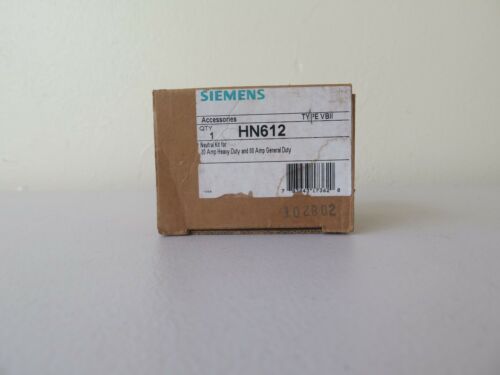 SIEMENS
Accessories TYPE VBII
QTY
1 HN612
Neutral Kit for
30 Amp Heavy Duty and 60 Amp General Duty
102802